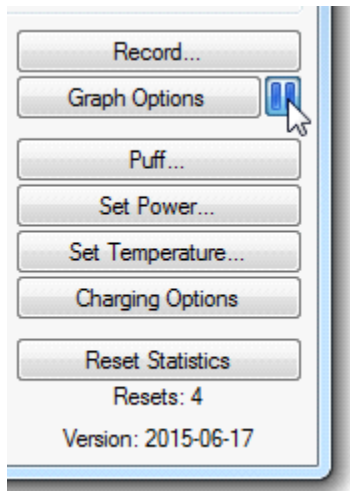 Record...
Graph Options
Puff...
Set Power...
Set Temperature...
Charging Options
Reset Statistics
Resets: 4
Version: 2015-06-17